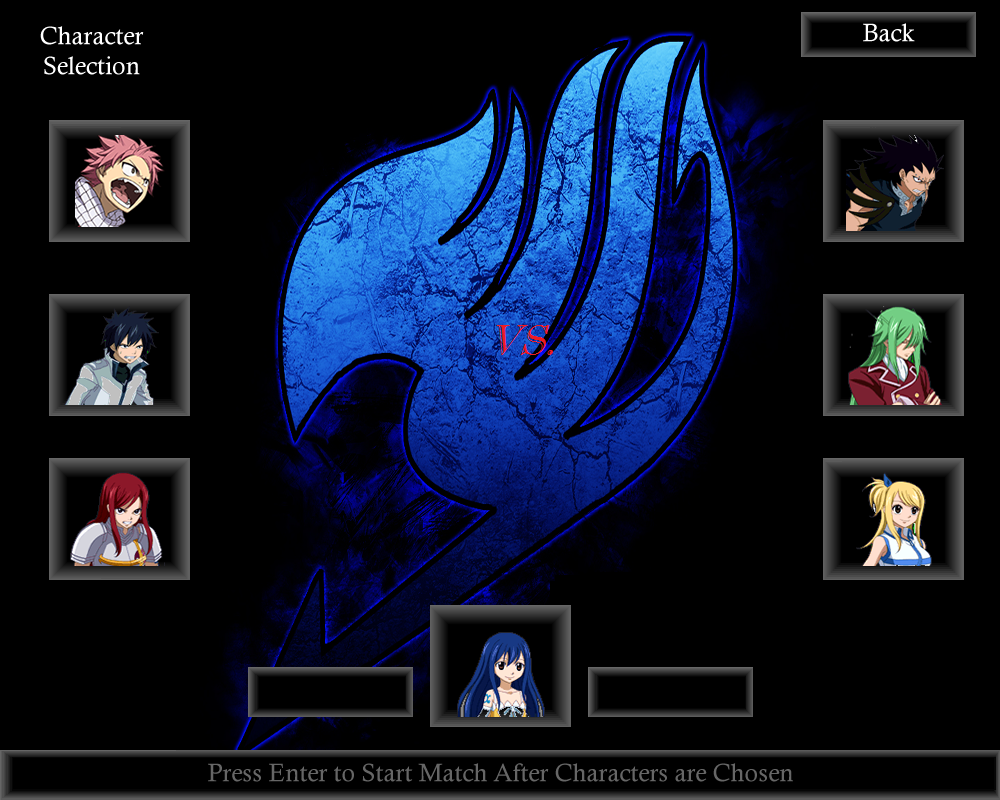 Character
Selection
Back
VS.
Press Enter to Start Match After Characters are Chosen